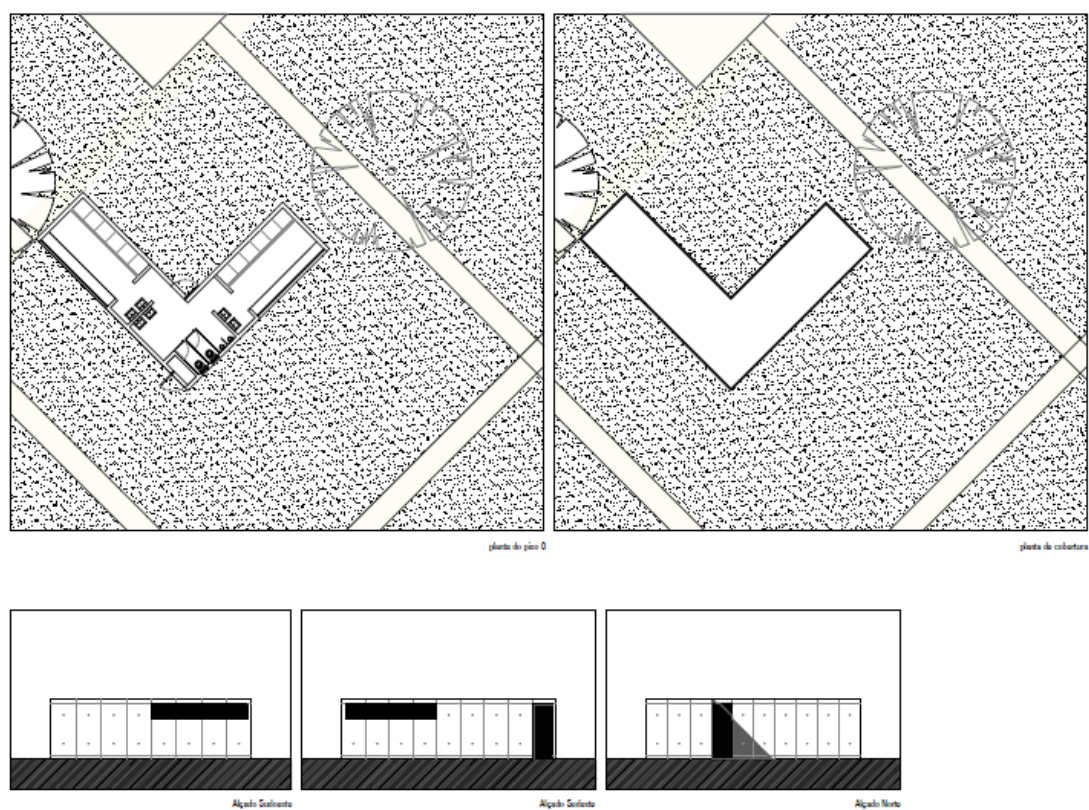 planta do piso 0
planta de cobertura
Alçado Sudoeste
Alçado Sudeste
Alçado Norte